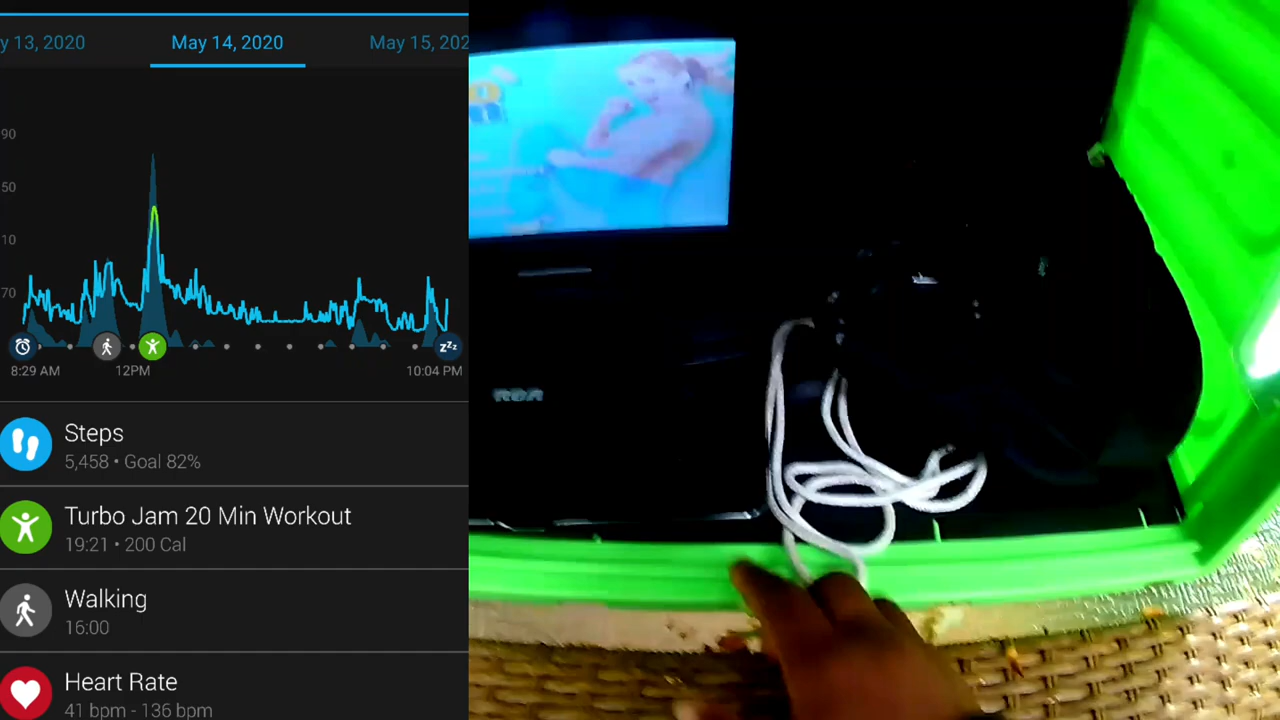 y 13, 2020
May 14, 2020
May 15, 202
90
50
10
70
zzz
8:29 AM
12PM
10:04 PM
Steps
5,458 • Goal 82%
Turbo Jam 20 Min Workout
19:21 • 200 Cal
Walking
16:00
Heart Rate
41 bpm - 136 bpm
RCA